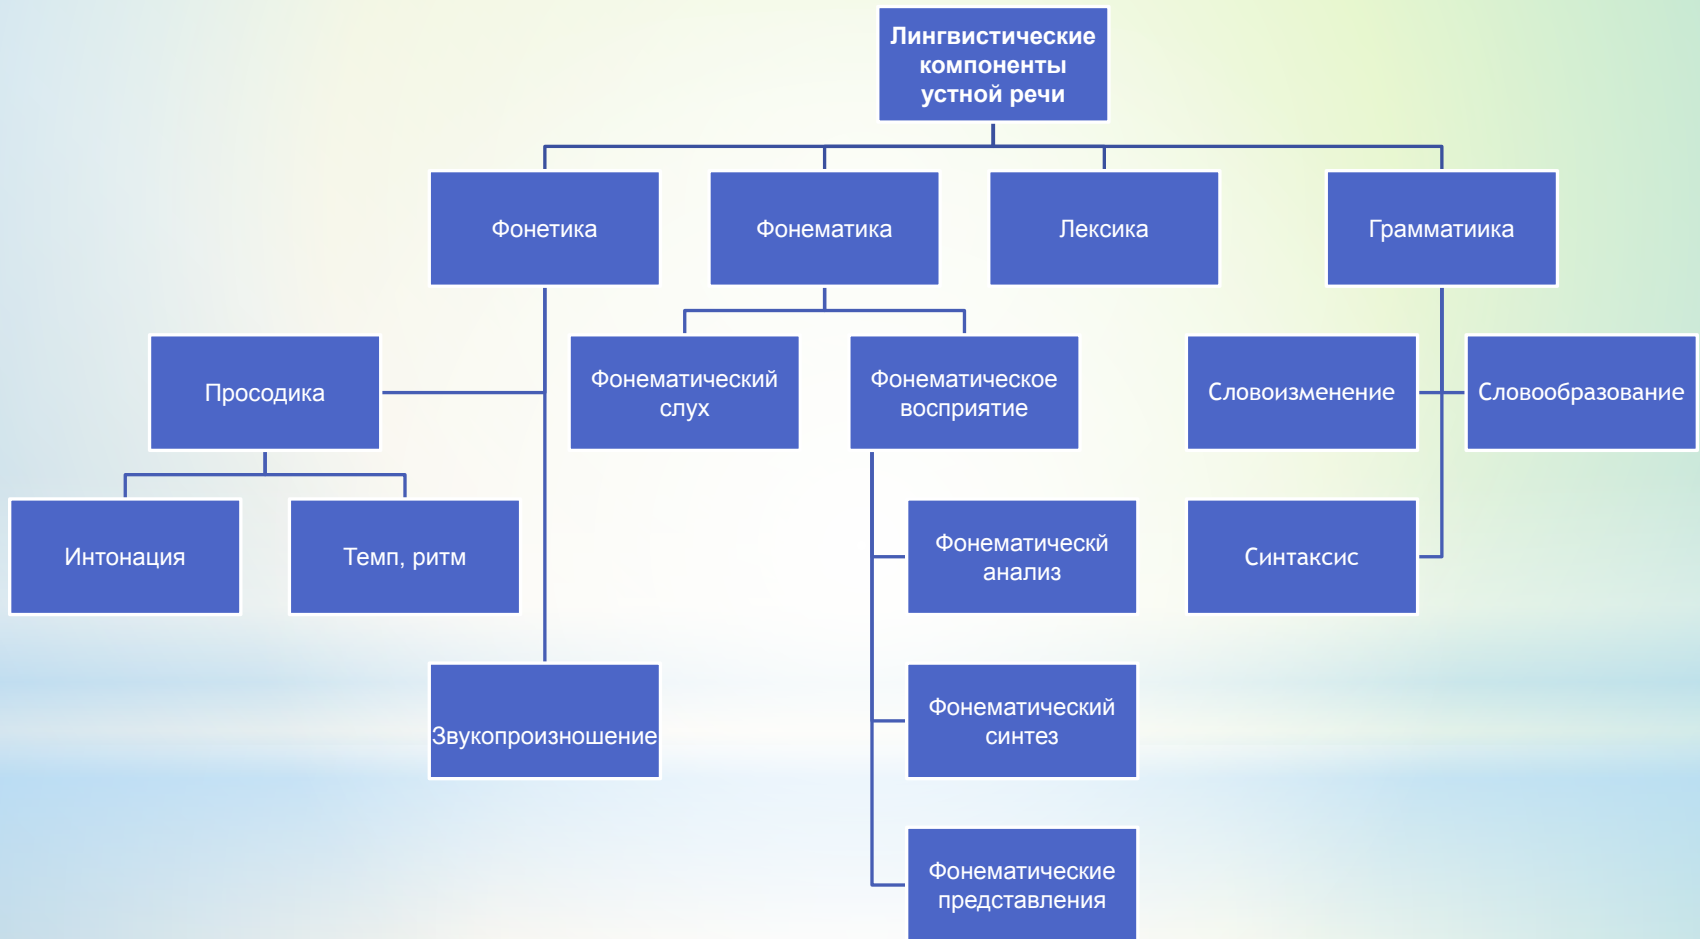 Лингвистические
компоненты
устной речи
Фонетика
Фонематика
Лексика
Грамматиика
Просодика
Фонематический
слух
Фонематическое
восприятие
Словоизменение
Словообразование
Интонация
Темп, ритм
Фонематическй
анализ
Синтаксис
Звукопроизношение
Фонематический
синтез
Фонематические
представления